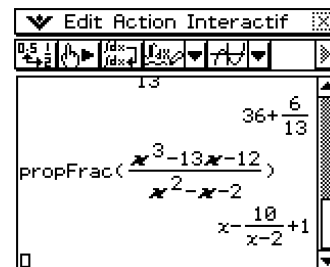 Edit Action Interactif
13
36+6/13
propFrac((x^3-13x-12)/(x^2-x-2))
x-10/(x-2)+1